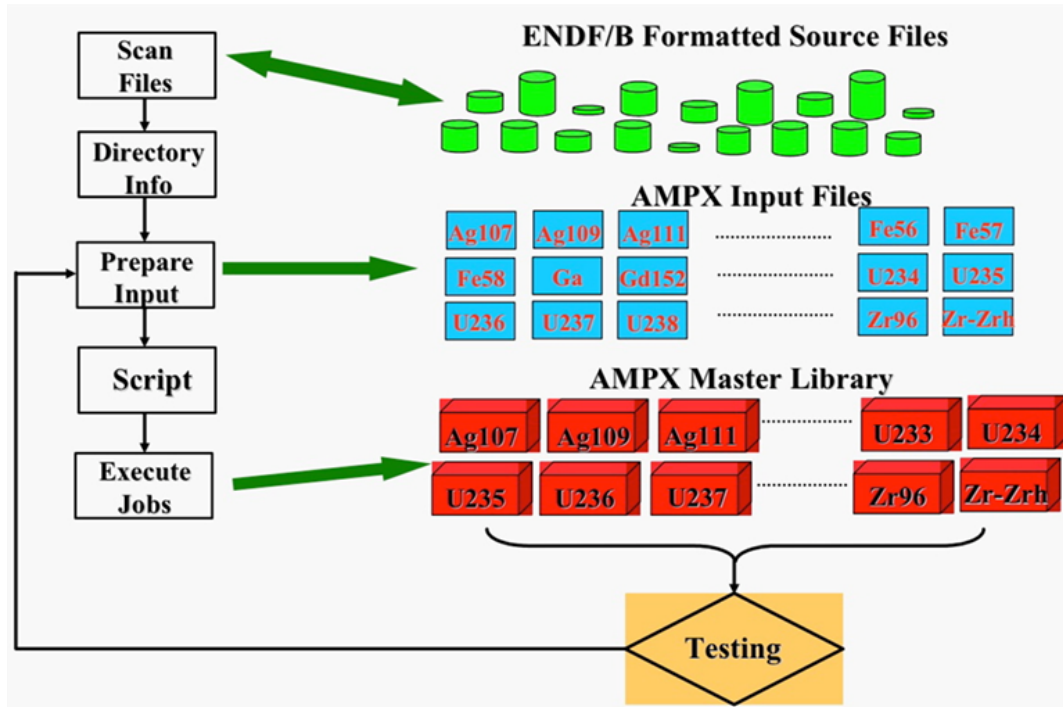 Scan
Files
Directory
Info
Prepare
Input
Script
Execute
Jobs
ENDF/B Formatted Source Files
AMPX Input Files
Ag107 Ag109 Ag111 ................... Fe56 Fe57
Fe58 Ga Gd152 ................... U234 U235
U236 U237 U238 ................... Zr96 Zr-Zrh
AMPX Master Library
Ag107 Ag109 Ag111 ................... U233 U234
U235 U236 U237 ................... Zr96 Zr-Zrh
Testing